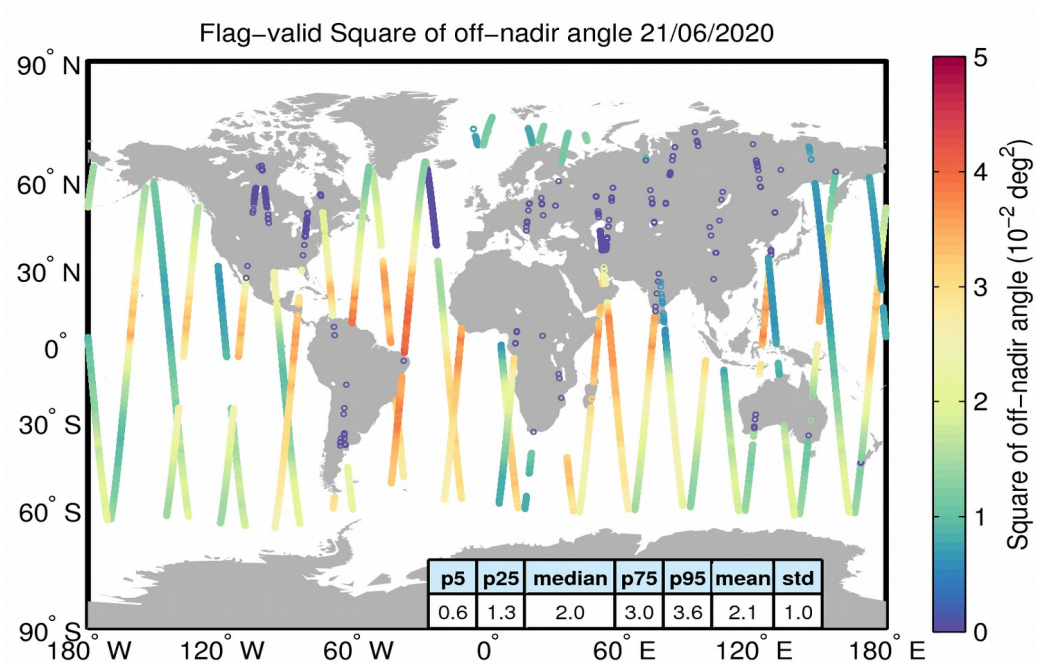 Flag−valid Square of off−nadir angle 21/06/2020
90° N
60° N
30° N
0°
30° S
60° S
90° S
180° W
120° W
60° W
0°
60° E
120° E
180° E
p5 p25 median p75 p95 mean std
0.6 1.3 2.0 3.0 3.6 2.1 1.0
5
4
3
2
1
0
Square of off−nadir angle (10⁻² deg²)